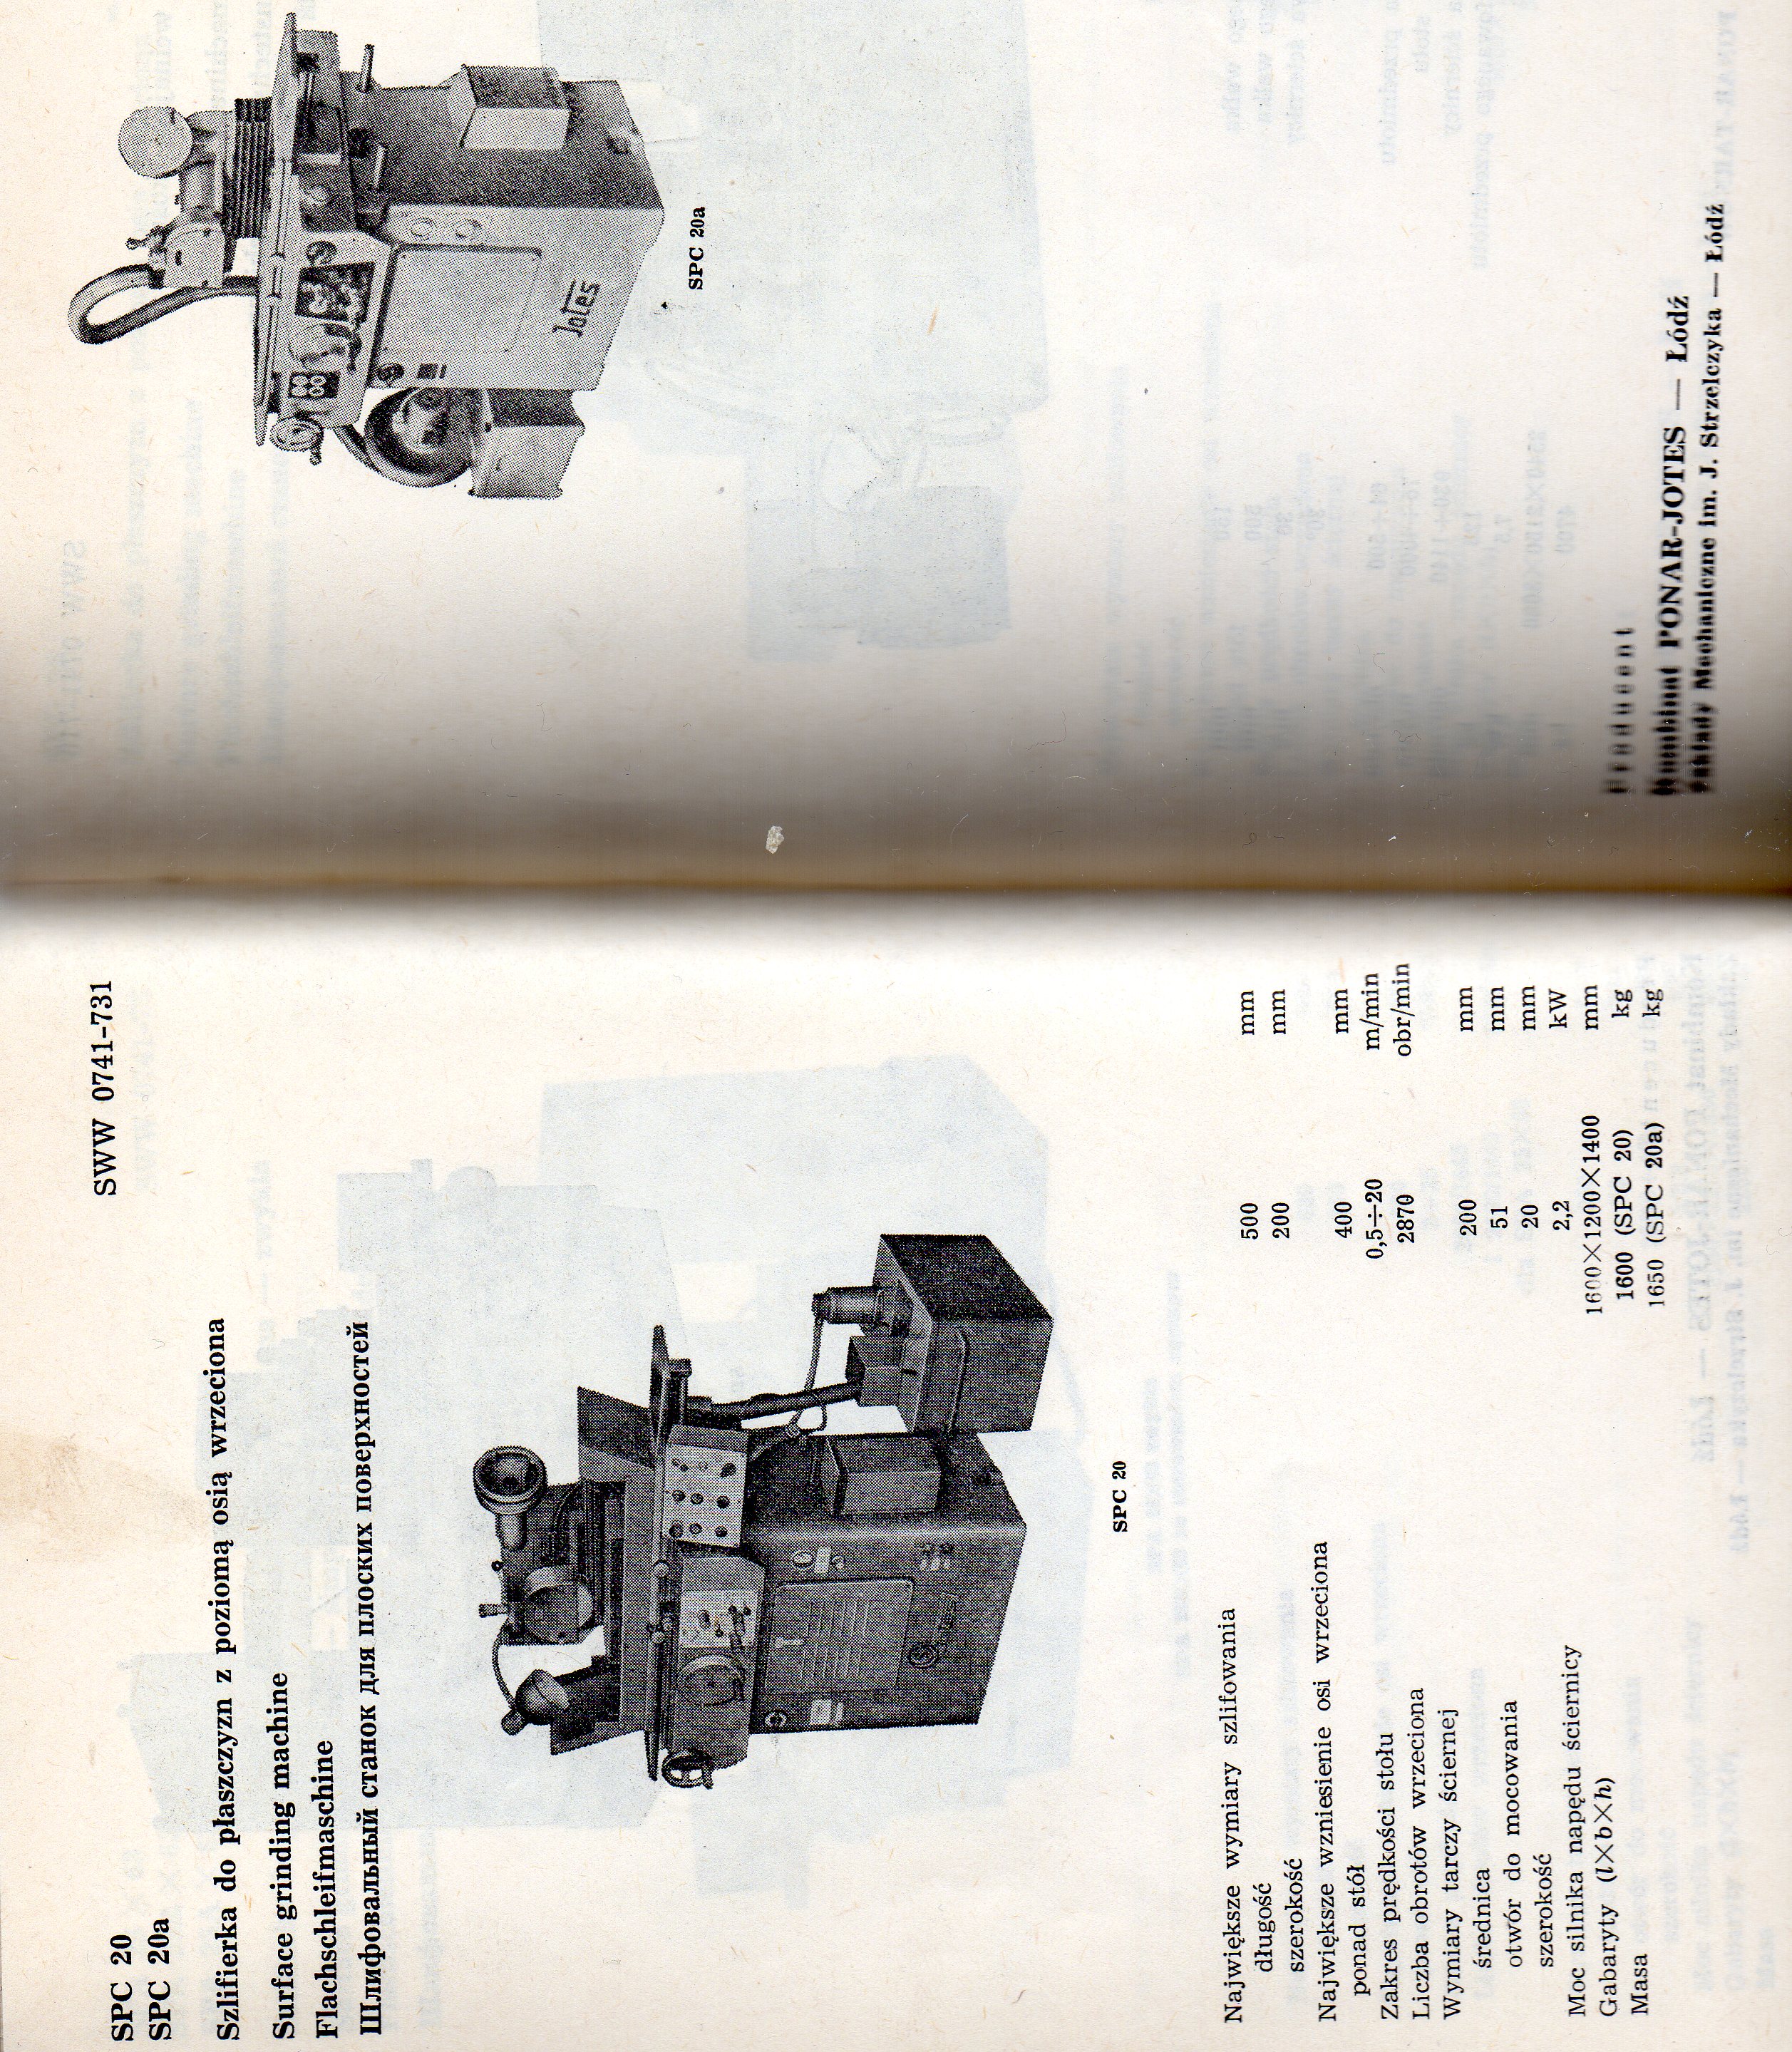 SPC 20
SWW 0741-731
SPC 20a
Szlifierka do płaszczyzn z poziomą osią wrzeciona
Surface grinding machine
Flachschleifmaschine
Шлифовальный станок для плоских поверхностей
SPC 20
Największe wymiary szlifowania
długość 500 mm
szerokość 200 mm
Największe wzniesienie osi wrzeciona
ponad stół 400 mm
Zakres prędkości stołu 0,5÷20 m/min
Liczba obrotów wrzeciona 2870 obr/min
Wymiary tarczy ściernej
średnica 200 mm
otwór do mocowania 51 mm
szerokość 20 mm
Moc silnika napędu ściernicy 2,2 kW
Gabaryty (l×b×h) 1600×1200×1400 mm
Masa 1600 (SPC 20) kg
1650 (SPC 20a) kg
Jotes
SPC 20a
Producent
Kombinat PONAR-JOTES — Łódź
Zakłady Mechaniczne im. J. Strzelczyka — Łódź